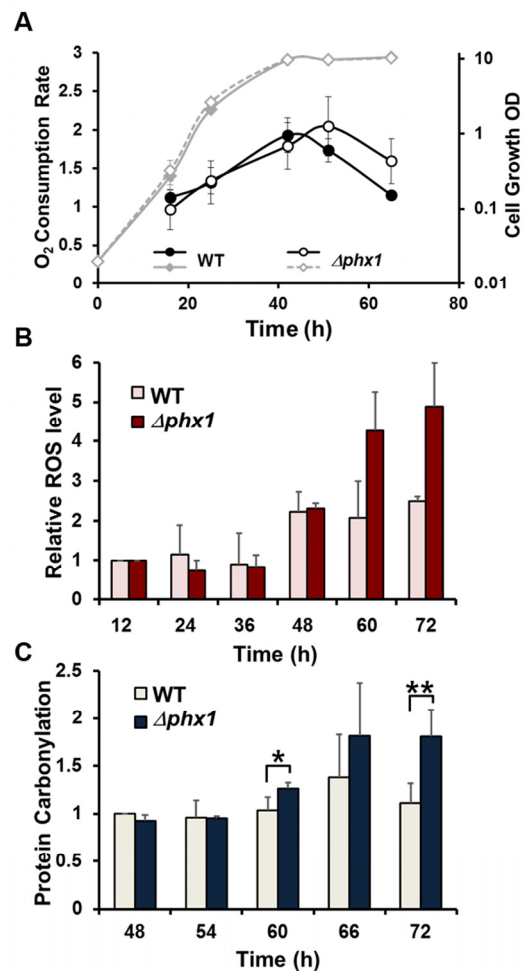 A
O2 Consumption Rate
3
2.5
2
1.5
1
0.5
0
10
1
0.1
0.01
Cell Growth OD
WT
Δphx1
0
20
40
60
80
Time (h)
B
Relative ROS level
6
5
4
3
2
1
0
WT
Δphx1
12
24
36
48
60
72
Time (h)
C
Protein Carbonylation
2.5
2
1.5
1
0.5
0
WT
Δphx1
*
**
48
54
60
66
72
Time (h)